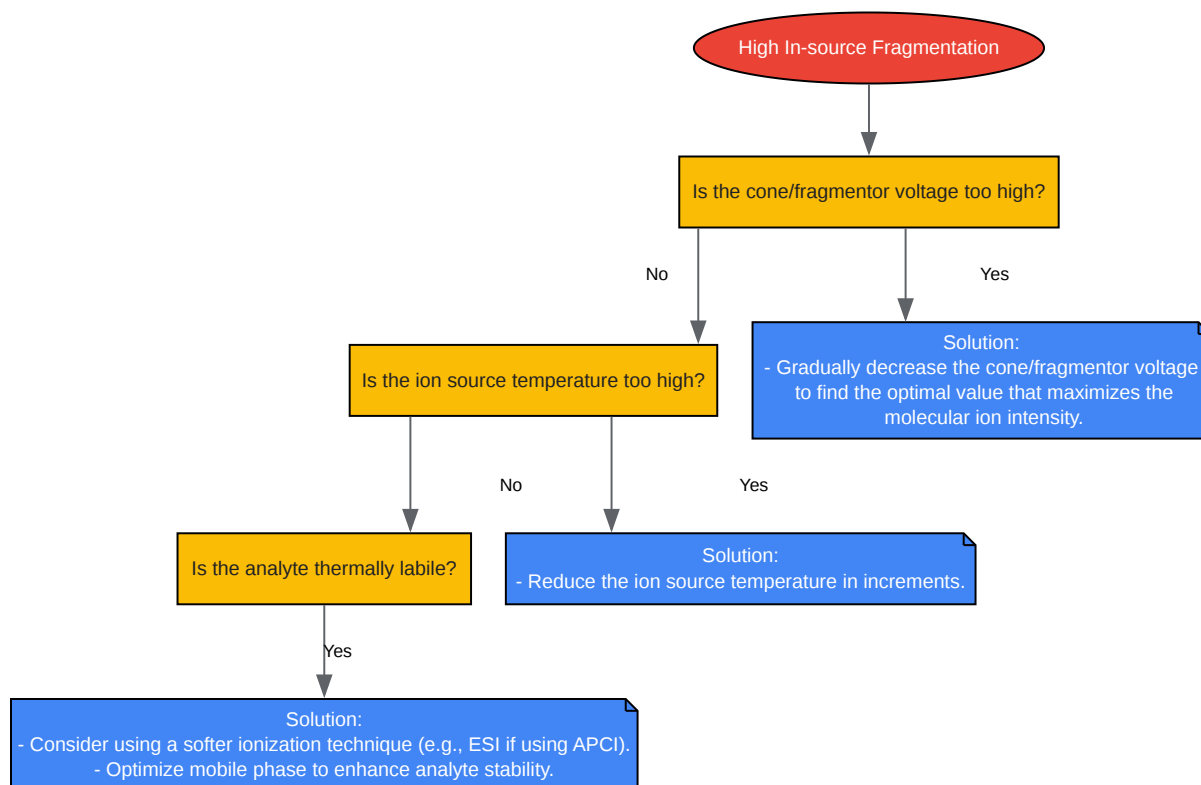 High In-source Fragmentation
Is the cone/fragmentor voltage too high?
No
Yes
Solution:
- Gradually decrease the cone/fragmentor voltage
to find the optimal value that maximizes the
molecular ion intensity.
Is the ion source temperature too high?
No
Yes
Solution:
- Reduce the ion source temperature in increments.
Is the analyte thermally labile?
Yes
Solution:
- Consider using a softer ionization technique (e.g., ESI if using APCI).
- Optimize mobile phase to enhance analyte stability.